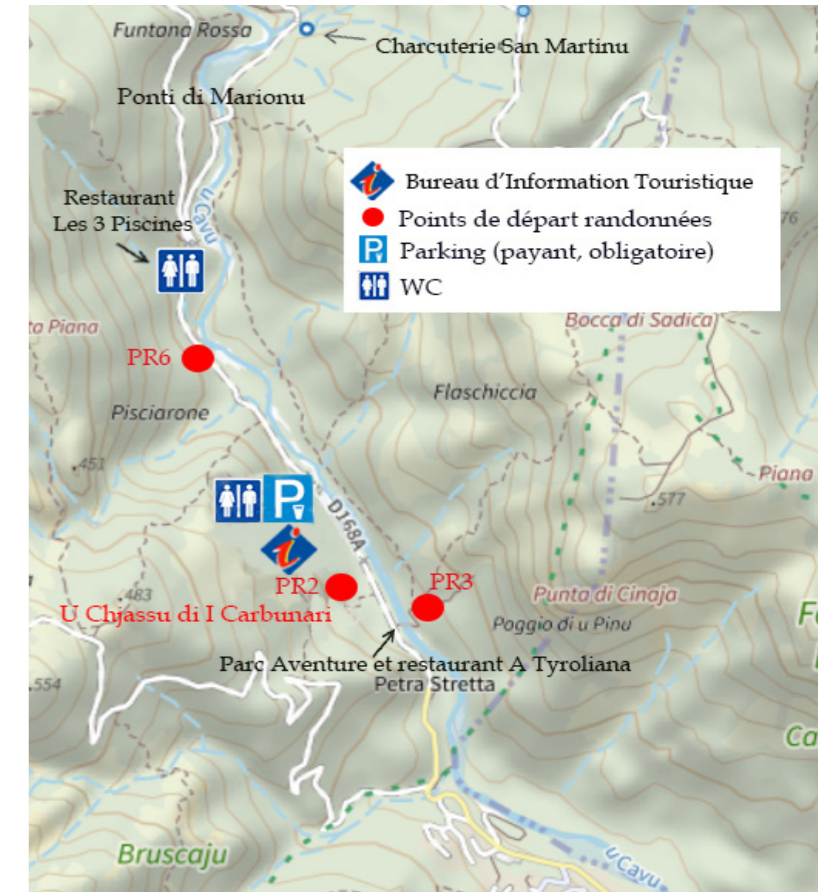 Funtana Rossa
Charcuterie San Martinu
Ponti di Marionu
Bureau d'Information Touristique
Points de départ randonnées
Parking (payant, obligatoire)
WC
Restaurant
Les 3 Piscines
u Cavu
76
Piana
Bocca di Sadica
PR6
Flaschiccia
Pisciarone
.451
Piana
.577
P
D168A
i
PR2
PR3
.483
Punta di Cinaja
U Chjassu di I Carbunari
Poggio di u Pinu
Parc Aventure et restaurant A Tyroliana
.554
Petra Stretta
Ca
Bruscaju
u Cavu